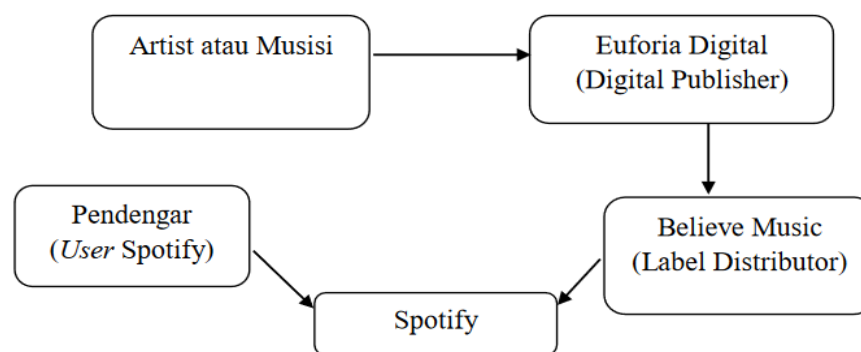 Artist atau Musisi
Euforia Digital
(Digital Publisher)
Pendengar
(User Spotify)
Believe Music
(Label Distributor)
Spotify